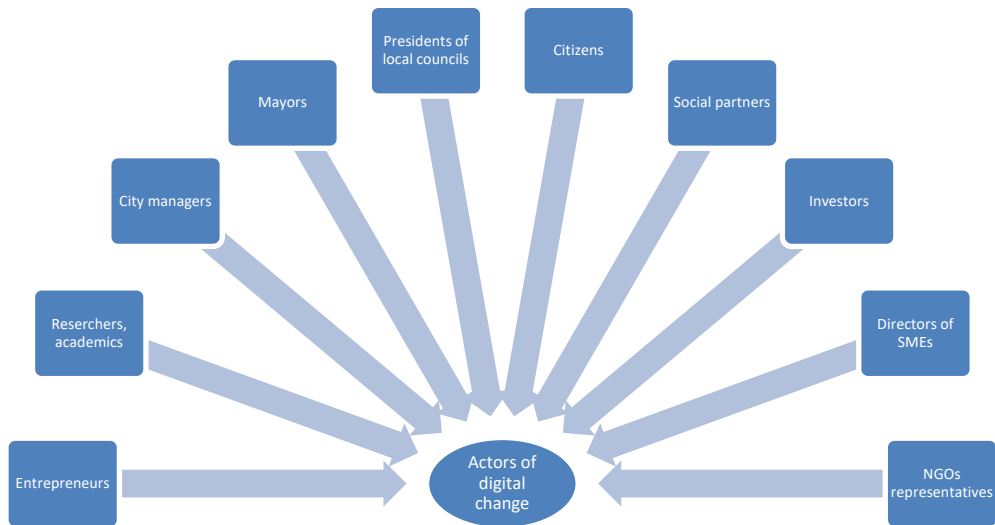 Presidents of
local councils
Citizens
Mayors
Social partners
City managers
Investors
Reserchers,
academics
Directors of
SMEs
Entrepreneurs
Actors of
digital
change
NGOs
representatives